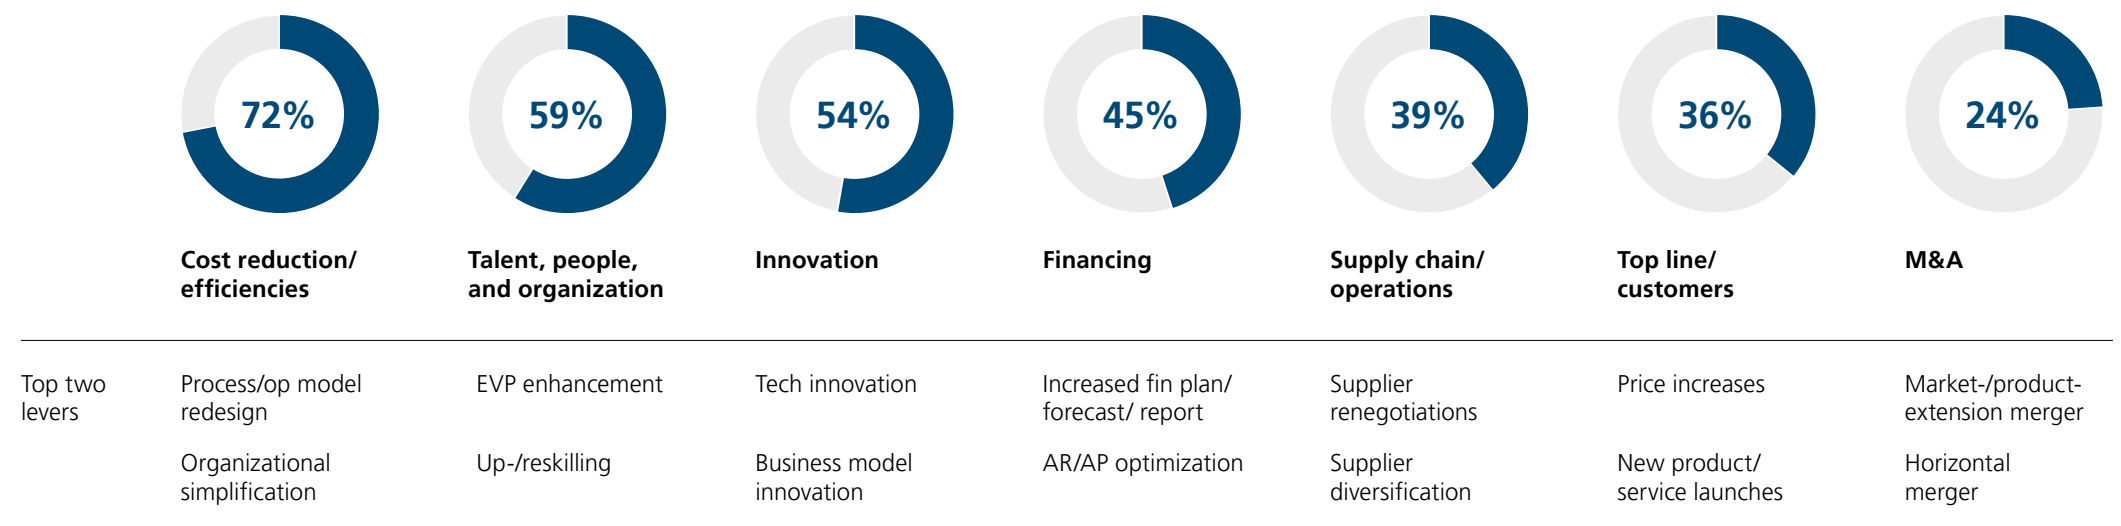 72%
59%
54%
45%
39%
36%
24%
Cost reduction/
efficiencies
Talent, people,
and organization
Innovation
Financing
Supply chain/
operations
Top line/
customers
M&A
Top two
levers
Process/op model
redesign
EVP enhancement
Tech innovation
Increased fin plan/
forecast/ report
Supplier
renegotiations
Price increases
Market-/product-
extension merger
Organizational
simplification
Up-/reskilling
Business model
innovation
AR/AP optimization
Supplier
diversification
New product/
service launches
Horizontal
merger